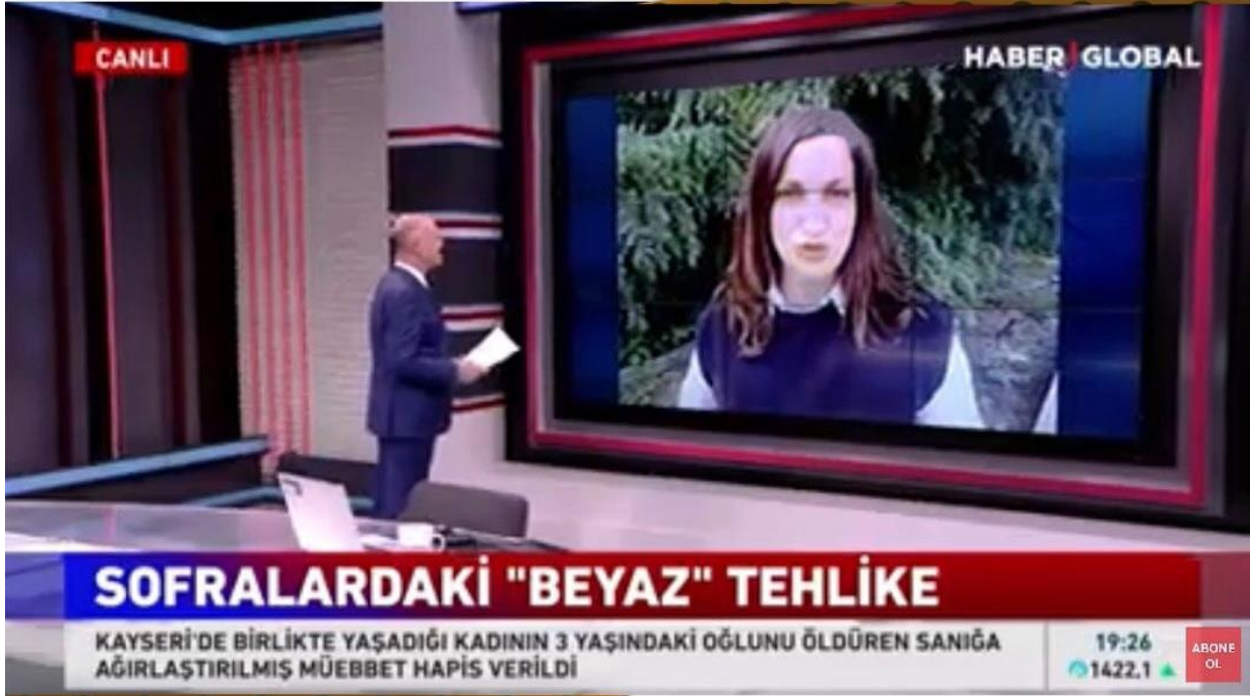 CANLI
HABER GLOBAL
SOFRALARDAKİ "BEYAZ" TEHLİKE
KAYSERİ'DE BİRLİKTE YAŞADIĞI KADININ 3 YAŞINDAKİ OĞLUNU ÖLDÜREN SANIĞA
AĞIRLAŞTIRILMIŞ MÜEBBET HAPİS VERİLDİ
19:26
1422.1
ABONE
OL